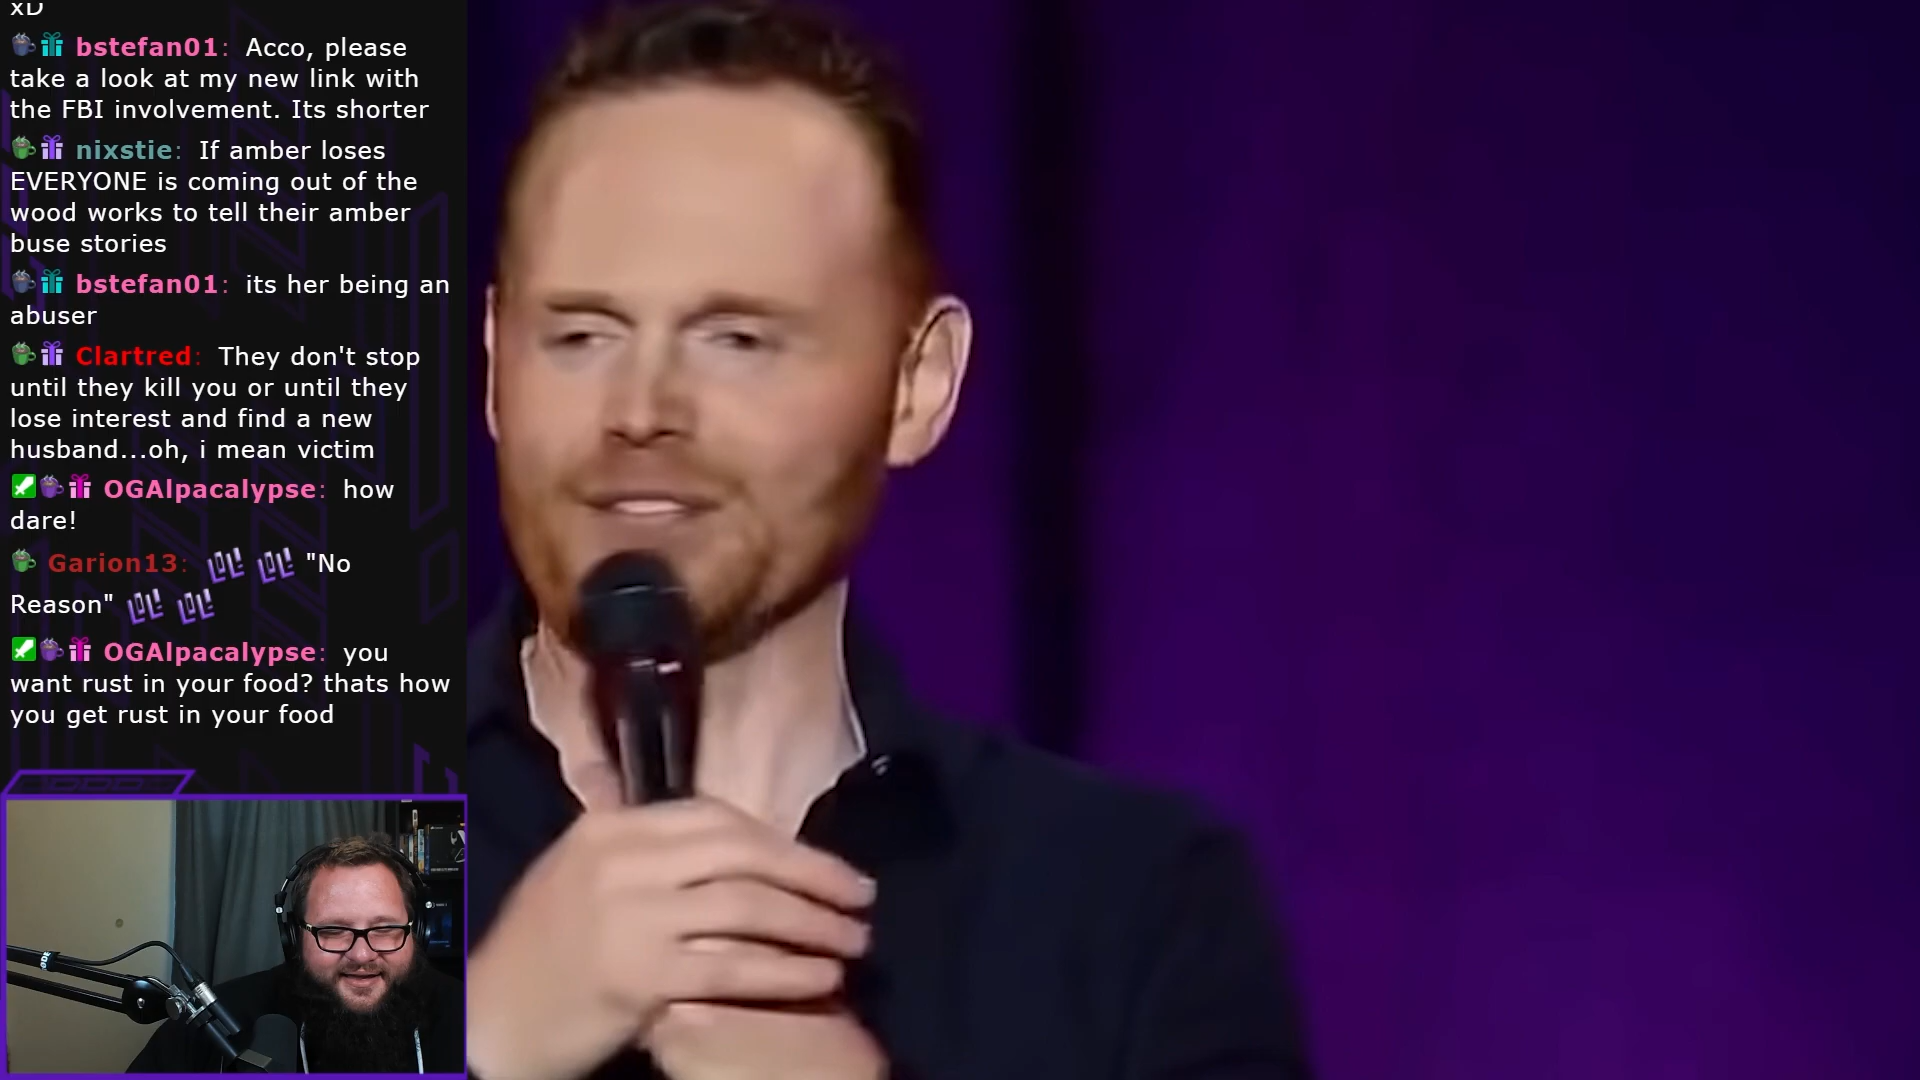 xD
bstefan01: Acco, please
take a look at my new link with
the FBI involvement. Its shorter
nixstie: If amber loses
EVERYONE is coming out of the
wood works to tell their amber
buse stories
bstefan01: its her being an
abuser
Clartred: They don't stop
until they kill you or until they
lose interest and find a new
husband...oh, i mean victim
OGAlpacalypse: how
dare!
Garion13: LOL LOL "No
Reason" LOL LOL
OGAlpacalypse: you
want rust in your food? thats how
you get rust in your food